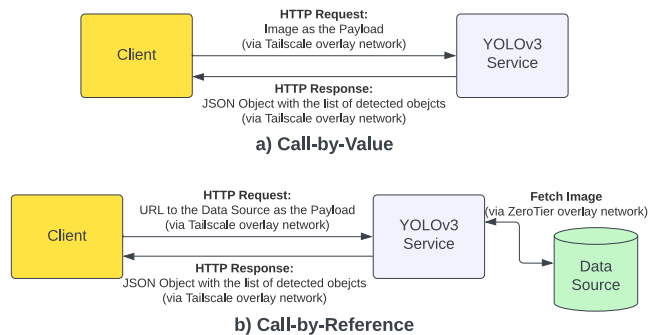 HTTP Request:
Image as the Payload
(via Tailscale overlay network)
Client
YOLOv3
Service
HTTP Response:
JSON Object with the list of detected obejcts
(via Tailscale overlay network)
a) Call-by-Value
HTTP Request:
URL to the Data Source as the Payload
(via Tailscale overlay network)
Client
YOLOv3
Service
Fetch Image
(via ZeroTier overlay network)
HTTP Response:
JSON Object with the list of detected obejcts
(via Tailscale overlay network)
Data
Source
b) Call-by-Reference